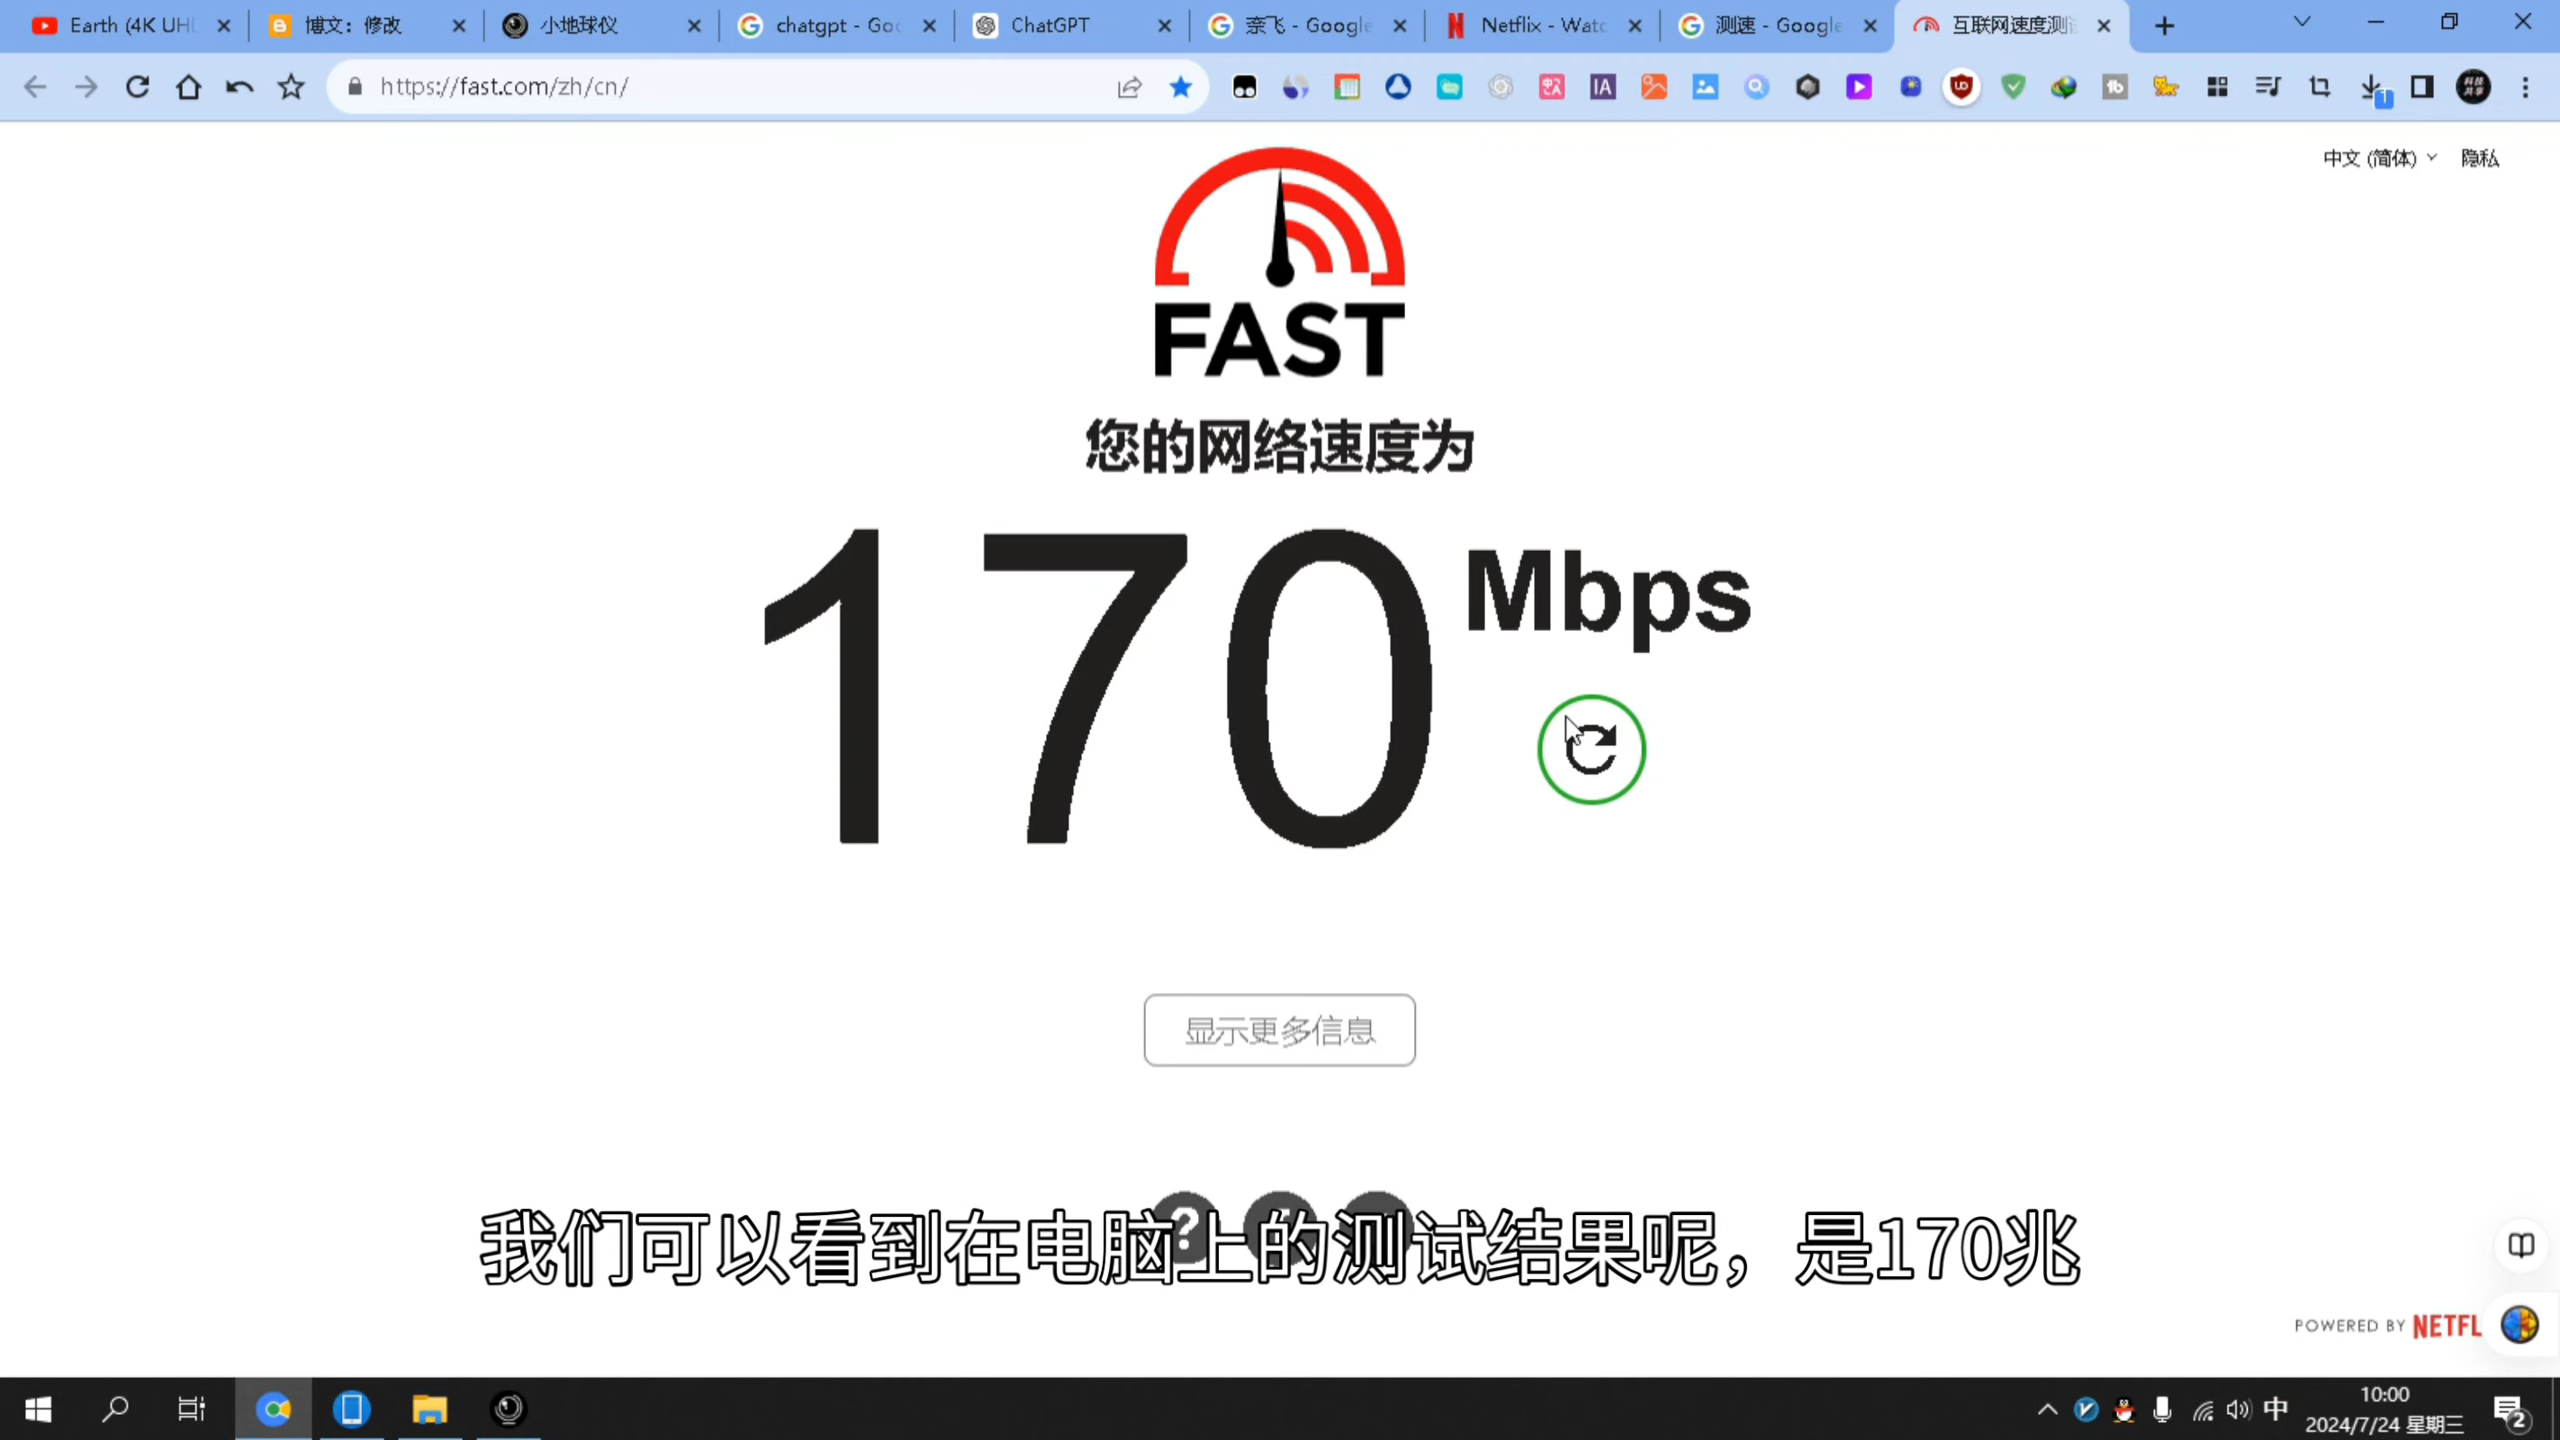 Earth (4K UH
博文：修改
小地球仪
chatgpt - Goo
ChatGPT
奈飞 - Google
Netflix - Watc
测速 - Google
互联网速度测
https://fast.com/zh/cn/
中文 (简体)
隐私
FAST
您的网络速度为
170 Mbps
显示更多信息
我们可以看到在电脑上的测试结果呢，是170兆
POWERED BY NETFL
中
10:00
2024/7/24 星期三
2